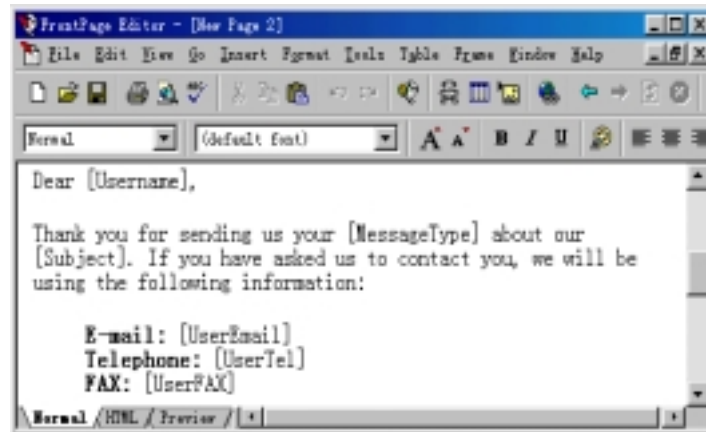 FrontPage Editor - [New Page 2]
File Edit View Go Insert Format Tools Table Frame Window Help
Normal (default font) A A B I U
Dear [Username],
Thank you for sending us your [MessageType] about our
[Subject]. If you have asked us to contact you, we will be
using the following information:
E-mail: [UserEmail]
Telephone: [UserTel]
FAX: [UserFAX]
Normal HTML Preview